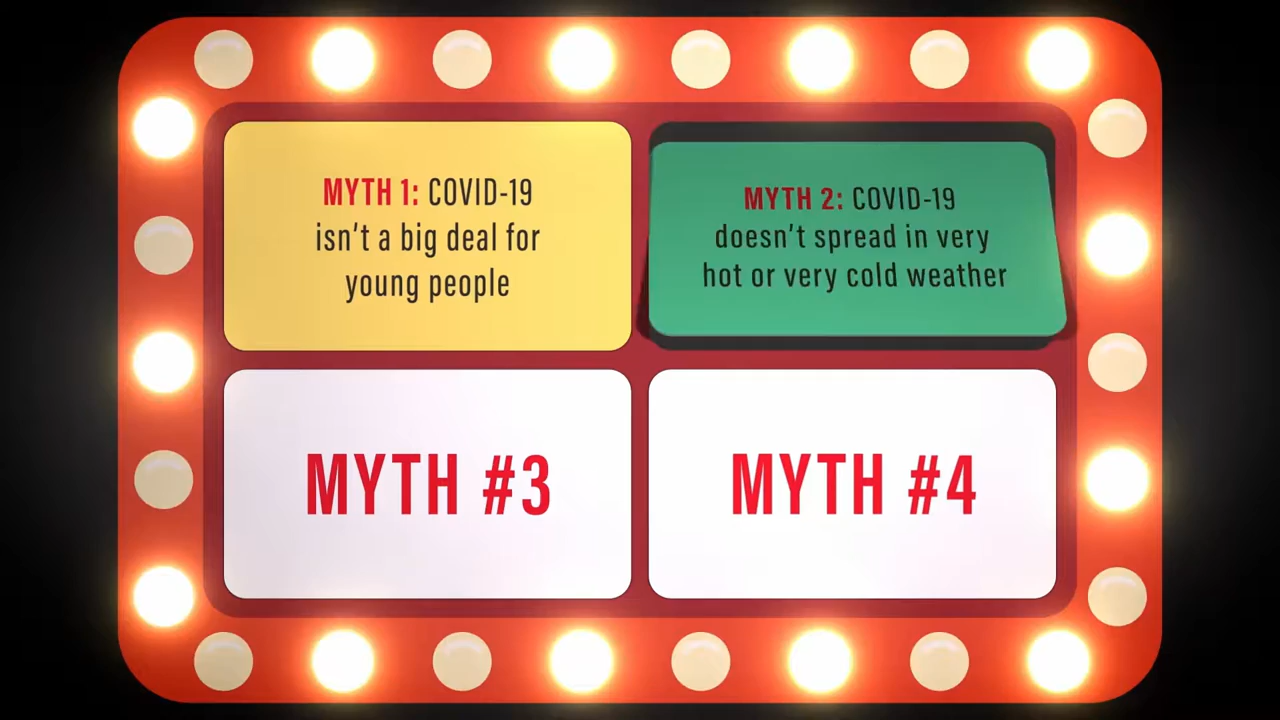 MYTH 1: COVID-19
isn't a big deal for
young people
MYTH 2: COVID-19
doesn't spread in very
hot or very cold weather
MYTH #3
MYTH #4